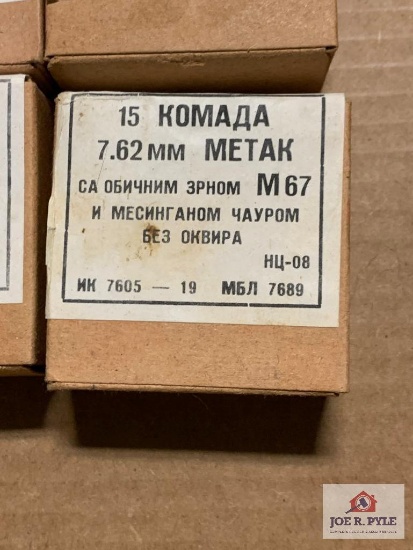 15 КОМАДА
7.62 мм МЕТАК
СА ОБИЧНИМ ЗРНОМ М 67
И МЕСИНГАНОМ ЧАУРОМ
БЕЗ ОКВИРА
НЦ-08
ИК 7605 — 19 МБЛ 7689
JOE R. PYLE